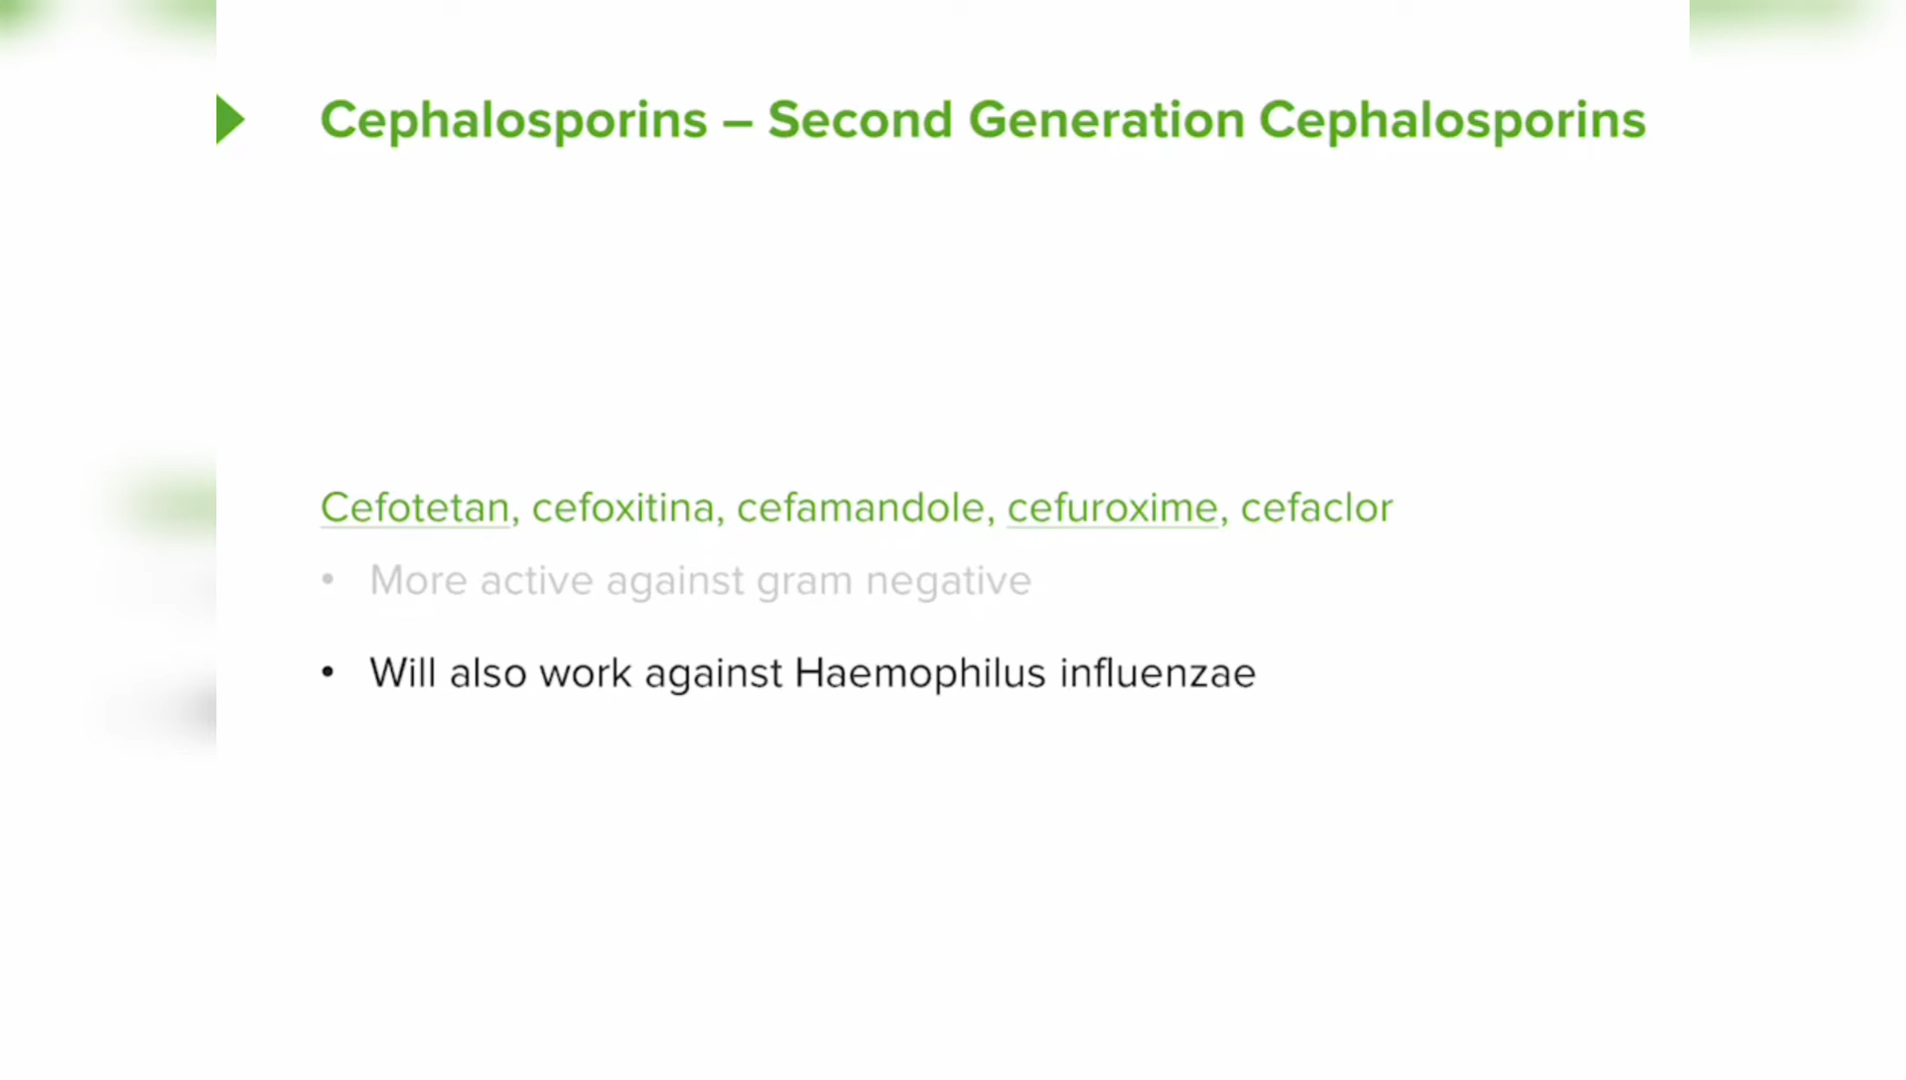 Cephalosporins – Second Generation Cephalosporins
Cefotetan, cefoxitina, cefamandole, cefuroxime, cefaclor
• More active against gram negative
• Will also work against Haemophilus influenzae